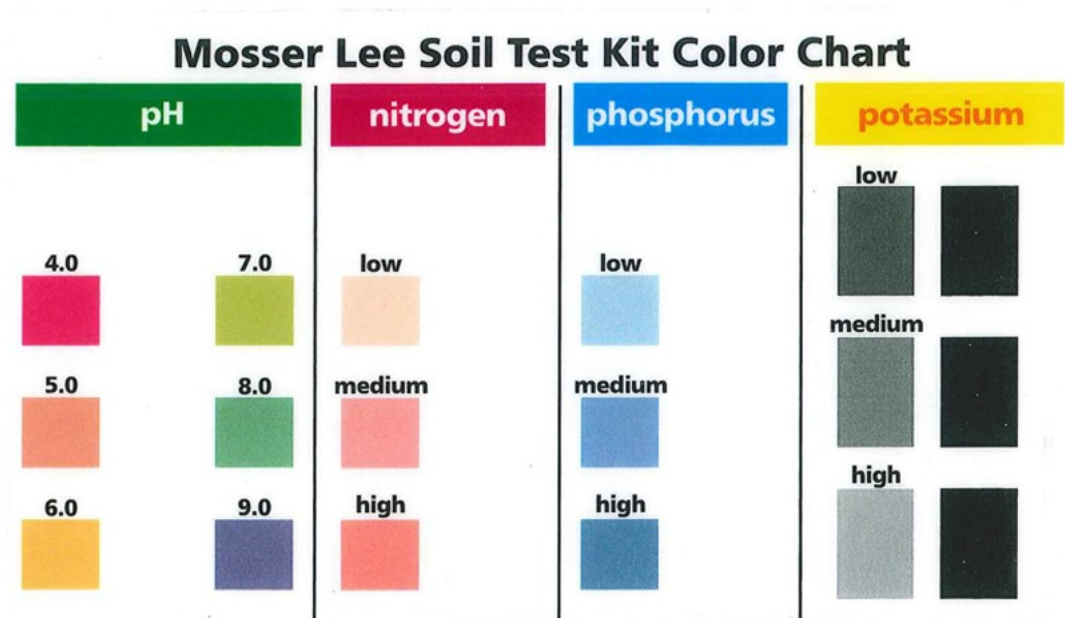 Mosser Lee Soil Test Kit Color Chart
pH
4.0 7.0
5.0 8.0
6.0 9.0
nitrogen
low
medium
high
phosphorus
low
medium
high
potassium
low
medium
high